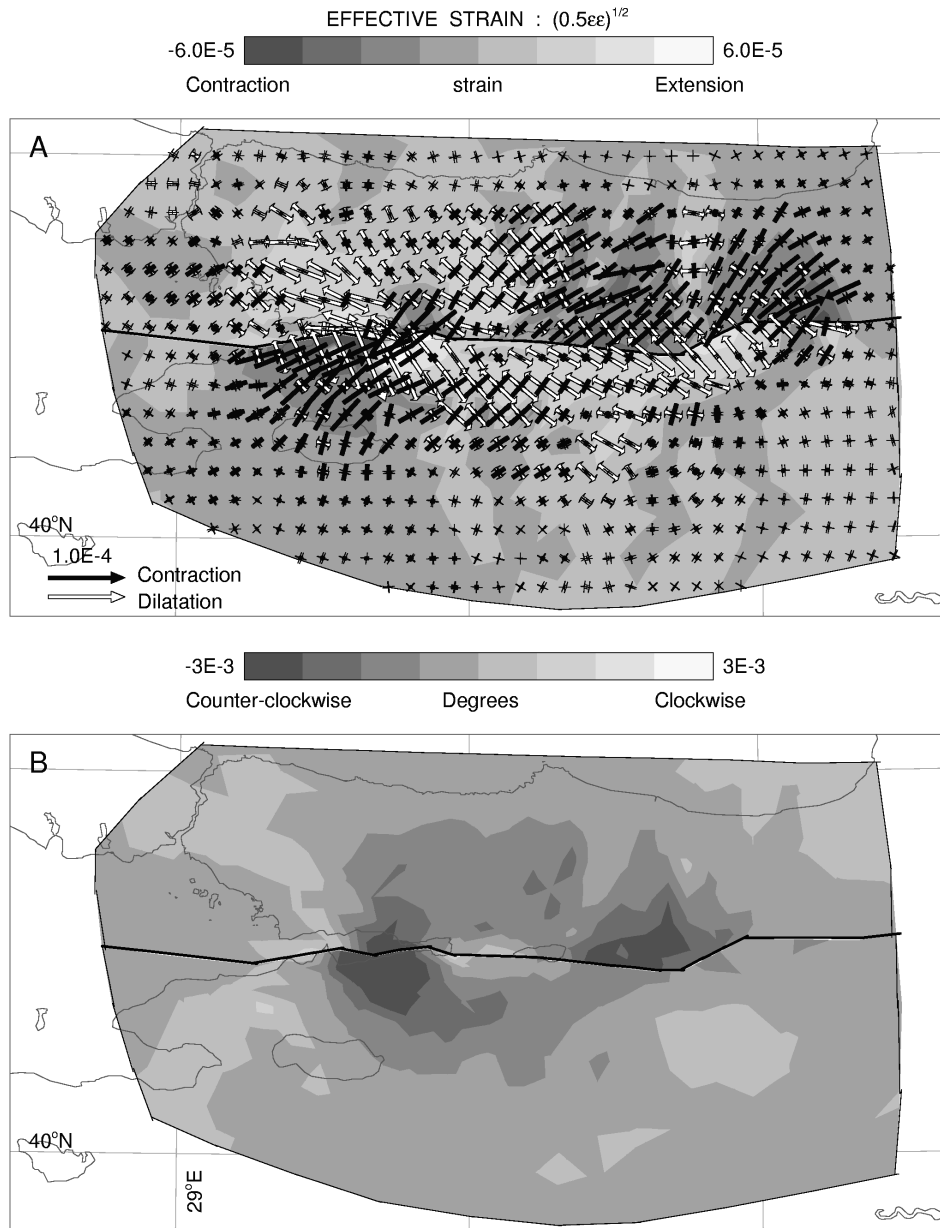 EFFECTIVE STRAIN : (0.5εε)^1/2
-6.0E-5 6.0E-5
Contraction strain Extension
A
40°N
1.0E-4
Contraction
Dilatation
-3E-3 3E-3
Counter-clockwise Degrees Clockwise
B
40°N
29°E